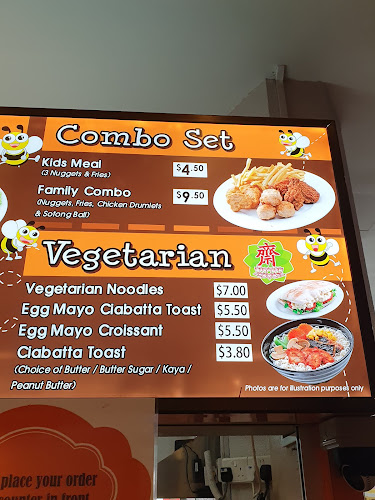 Combo Set
Kids Meal $4.50
(3 Nuggets & Fries)
Family Combo $9.50
(Nuggets, Fries, Chicken Drumlets
& Sotong Ball)
Vegetarian 齋
Vegetarian Noodles $7.00
Egg Mayo Ciabatta Toast $5.50
Egg Mayo Croissant $5.50
Ciabatta Toast $3.80
(Choice of Butter / Butter Sugar / Kaya /
Peanut Butter)
Photos are for illustration purposes only
place your order
counter in front